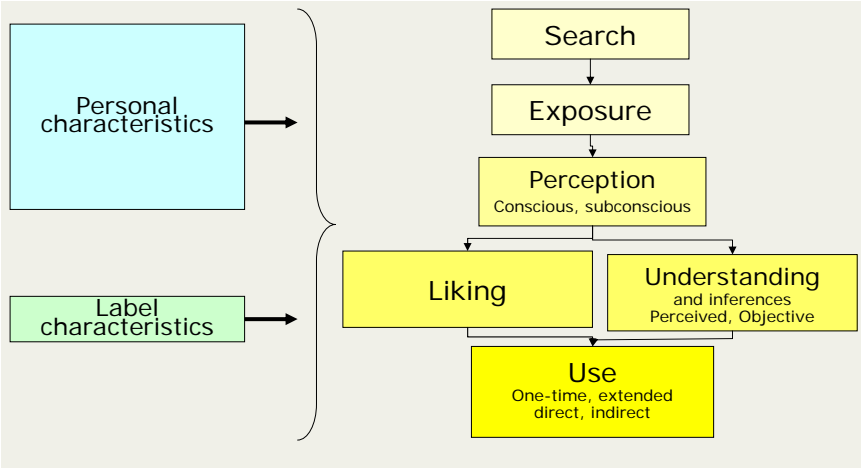 Personal
characteristics
Label
characteristics
Search
Exposure
Perception
Conscious, subconscious
Liking
Understanding
and inferences
Perceived, Objective
Use
One-time, extended
direct, indirect